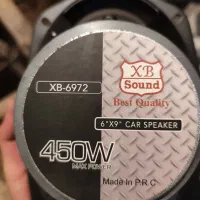 XB
Sound
Best Quality
XB-6972
6"X9" CAR SPEAKER
450W
MAX POWER
Made in P.R.C